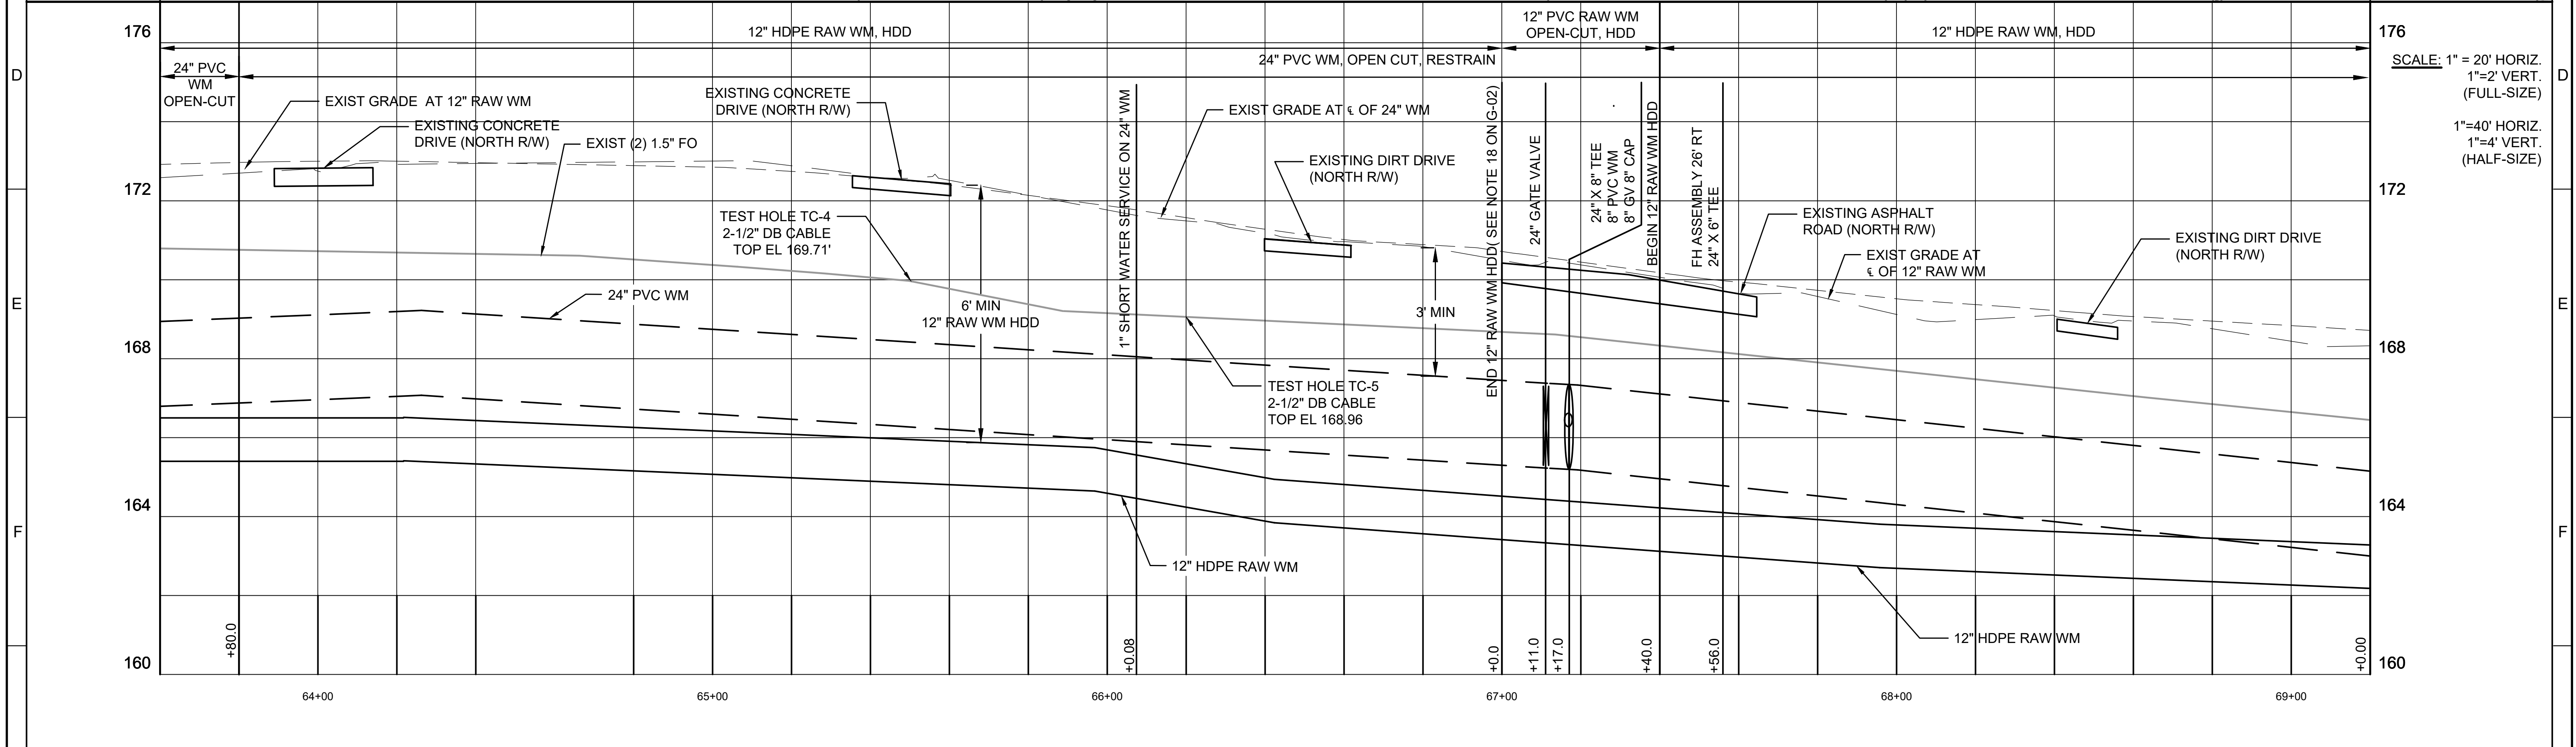 176
12" HDPE RAW WM, HDD
12" PVC RAW WM
OPEN-CUT, HDD
12" HDPE RAW WM, HDD
176
D
24" PVC
WM
OPEN-CUT
24" PVC WM, OPEN CUT, RESTRAIN
SCALE: 1" = 20' HORIZ.
1"=2' VERT.
(FULL-SIZE)
1"=40' HORIZ.
1"=4' VERT.
(HALF-SIZE)
D
EXIST GRADE AT 12" RAW WM
EXISTING CONCRETE
DRIVE (NORTH R/W)
EXIST (2) 1.5" FO
EXISTING CONCRETE
DRIVE (NORTH R/W)
1" SHORT WATER SERVICE ON 24" WM
EXIST GRADE AT ℄ OF 24" WM
EXISTING DIRT DRIVE
(NORTH R/W)
END 12" RAW WM HDD( SEE NOTE 18 ON G-02)
24" GATE VALVE
24" X 8" TEE
8" PVC WM
8" GV 8" CAP
BEGIN 12" RAW WM HDD
FH ASSEMBLY 26' RT
24" X 6" TEE
172
172
TEST HOLE TC-4
2-1/2" DB CABLE
TOP EL 169.71'
EXISTING ASPHALT
ROAD (NORTH R/W)
EXIST GRADE AT
℄ OF 12" RAW WM
EXISTING DIRT DRIVE
(NORTH R/W)
E
24" PVC WM
6' MIN
12" RAW WM HDD
3' MIN
E
168
168
TEST HOLE TC-5
2-1/2" DB CABLE
TOP EL 168.96
164
164
F
F
12" HDPE RAW WM
12" HDPE RAW WM
160
+80.0
+0.08
+0.0
+11.0
+17.0
+40.0
+56.0
+0.00
160
64+00
65+00
66+00
67+00
68+00
69+00